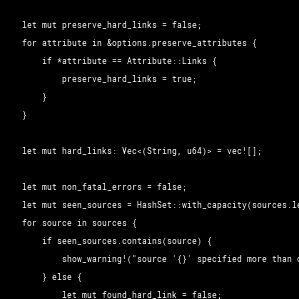 let mut preserve_hard_links = false;
for attribute in &options.preserve_attributes {
if *attribute == Attribute::Links {
preserve_hard_links = true;
}
}
let mut hard_links: Vec<(String, u64)> = vec![];
let mut non_fatal_errors = false;
let mut seen_sources = HashSet::with_capacity(sources.le
for source in sources {
if seen_sources.contains(source) {
show_warning!("source '{}' specified more than
} else {
let mut found_hard_link = false;